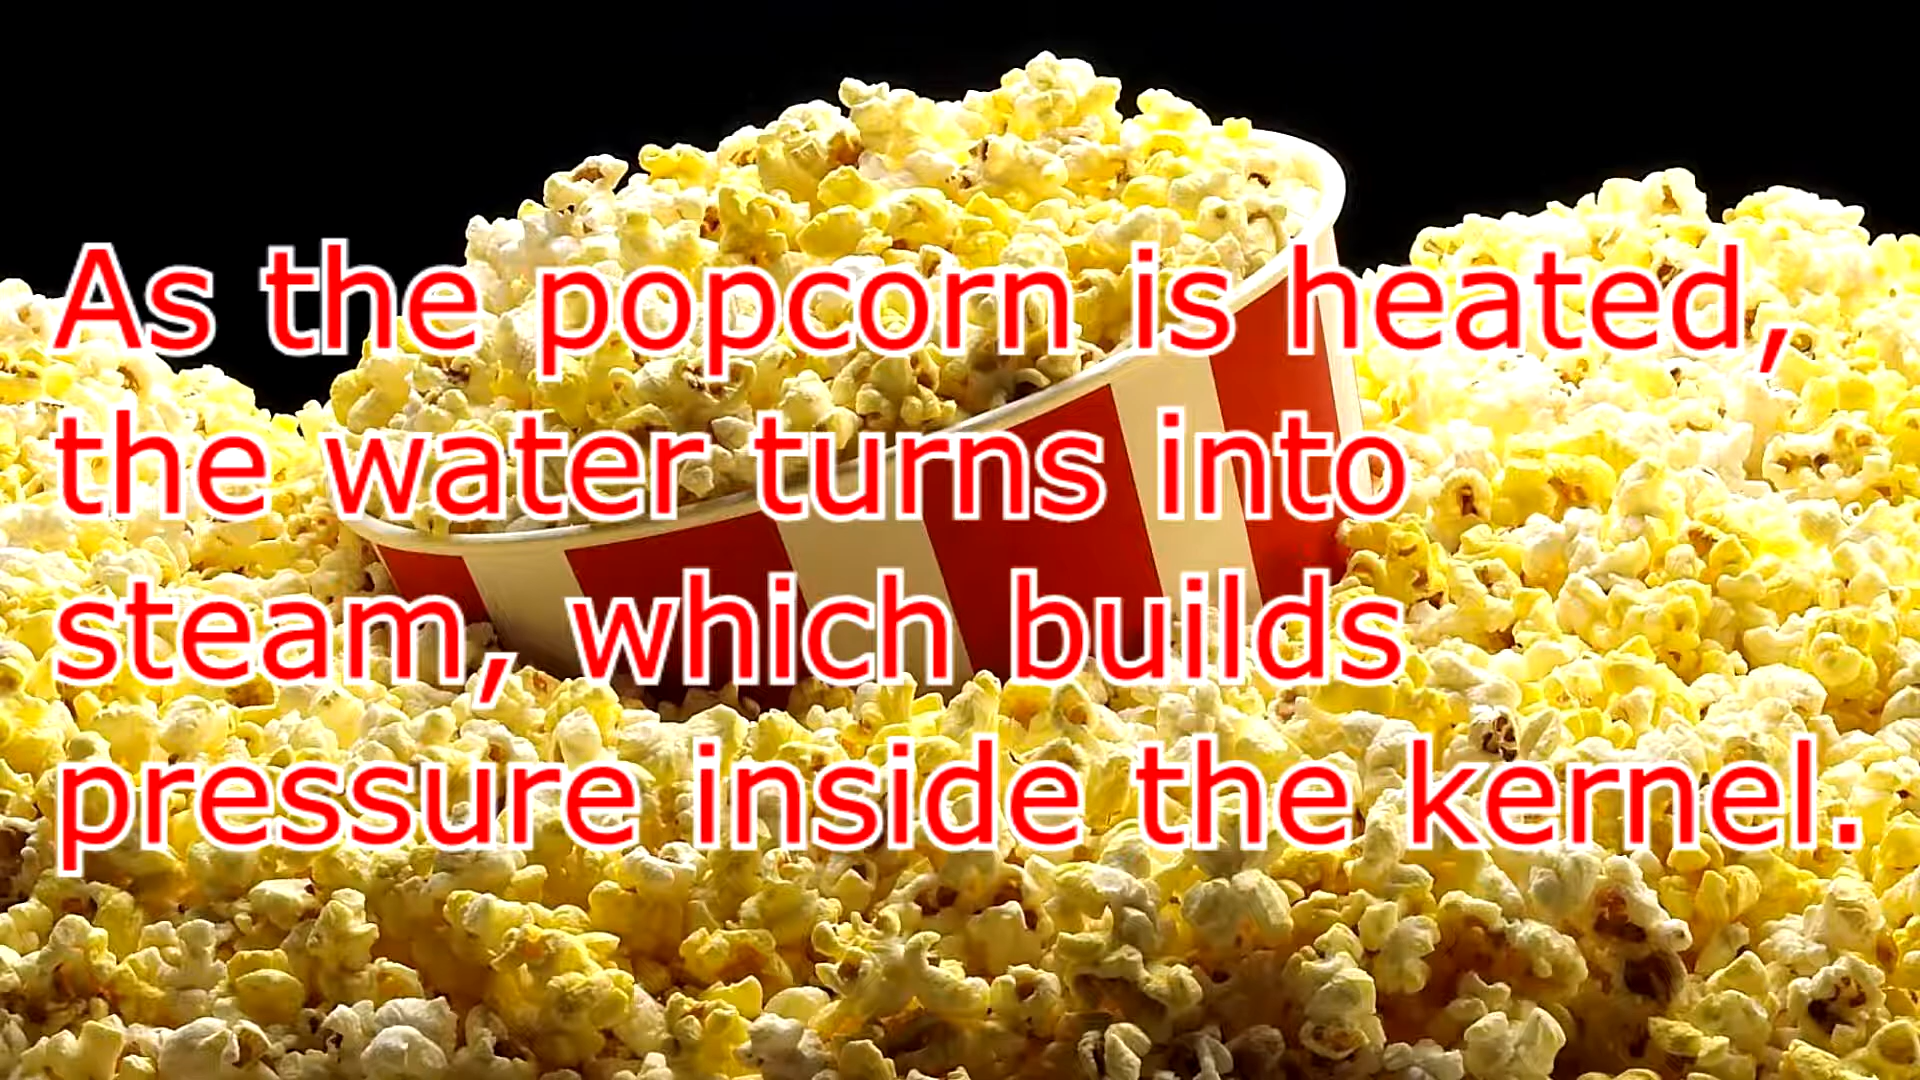 As the popcorn is heated,
the water turns into
steam, which builds
pressure inside the kernel.